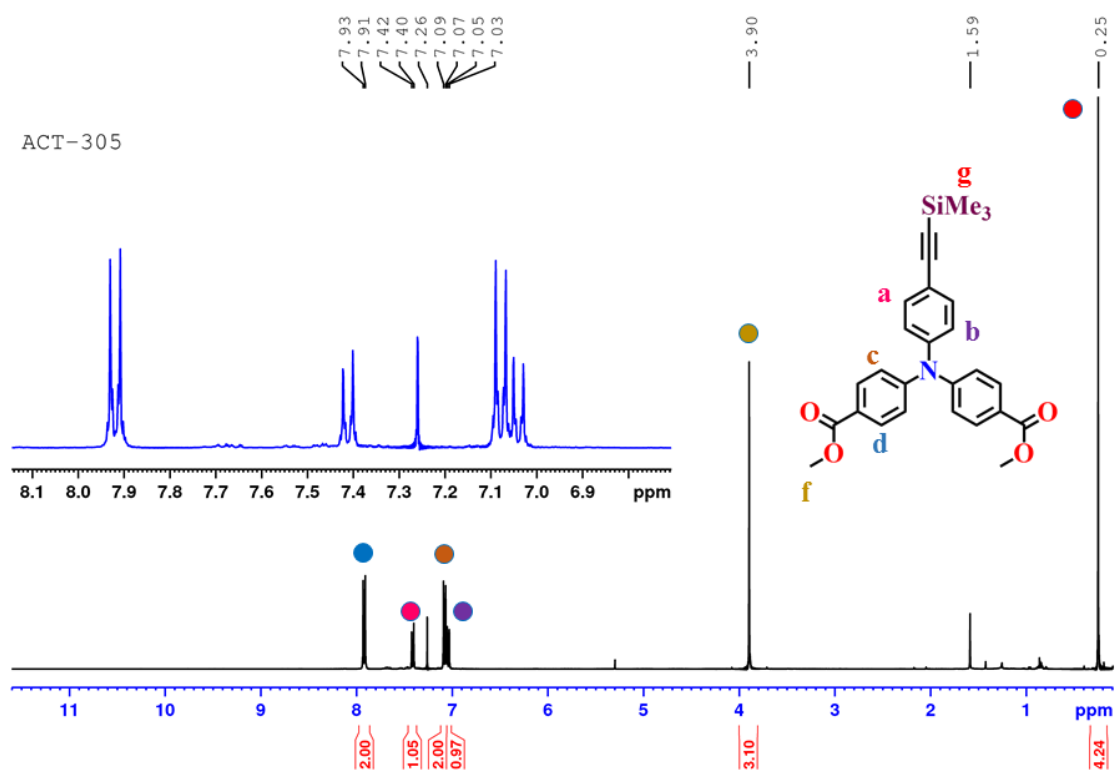 7.93
7.91
7.42
7.40
7.26
7.09
7.07
7.05
7.03
3.90
1.59
0.25
ACT-305
g
SiMe3
a
b
c
N
O
O
d
O
O
f
8.1 8.0 7.9 7.8 7.7 7.6 7.5 7.4 7.3 7.2 7.1 7.0 6.9 ppm
11 10 9 8 7 6 5 4 3 2 1 ppm
2.00
1.05
2.00
0.97
3.10
4.24